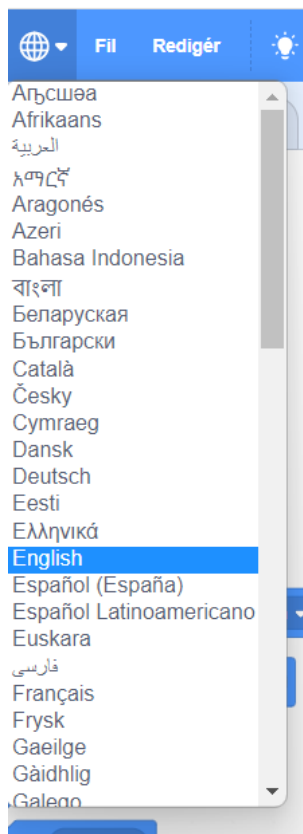 Fil Redigér
Аҧсшәа
Afrikaans
العربية
አማርኛ
Aragonés
Azeri
Bahasa Indonesia
বাংলা
Беларуская
Български
Català
Česky
Cymraeg
Dansk
Deutsch
Eesti
Ελληνικά
English
Español (España)
Español Latinoamericano
Euskara
فارسی
Français
Frysk
Gaeilge
Gàidhlig
Galego